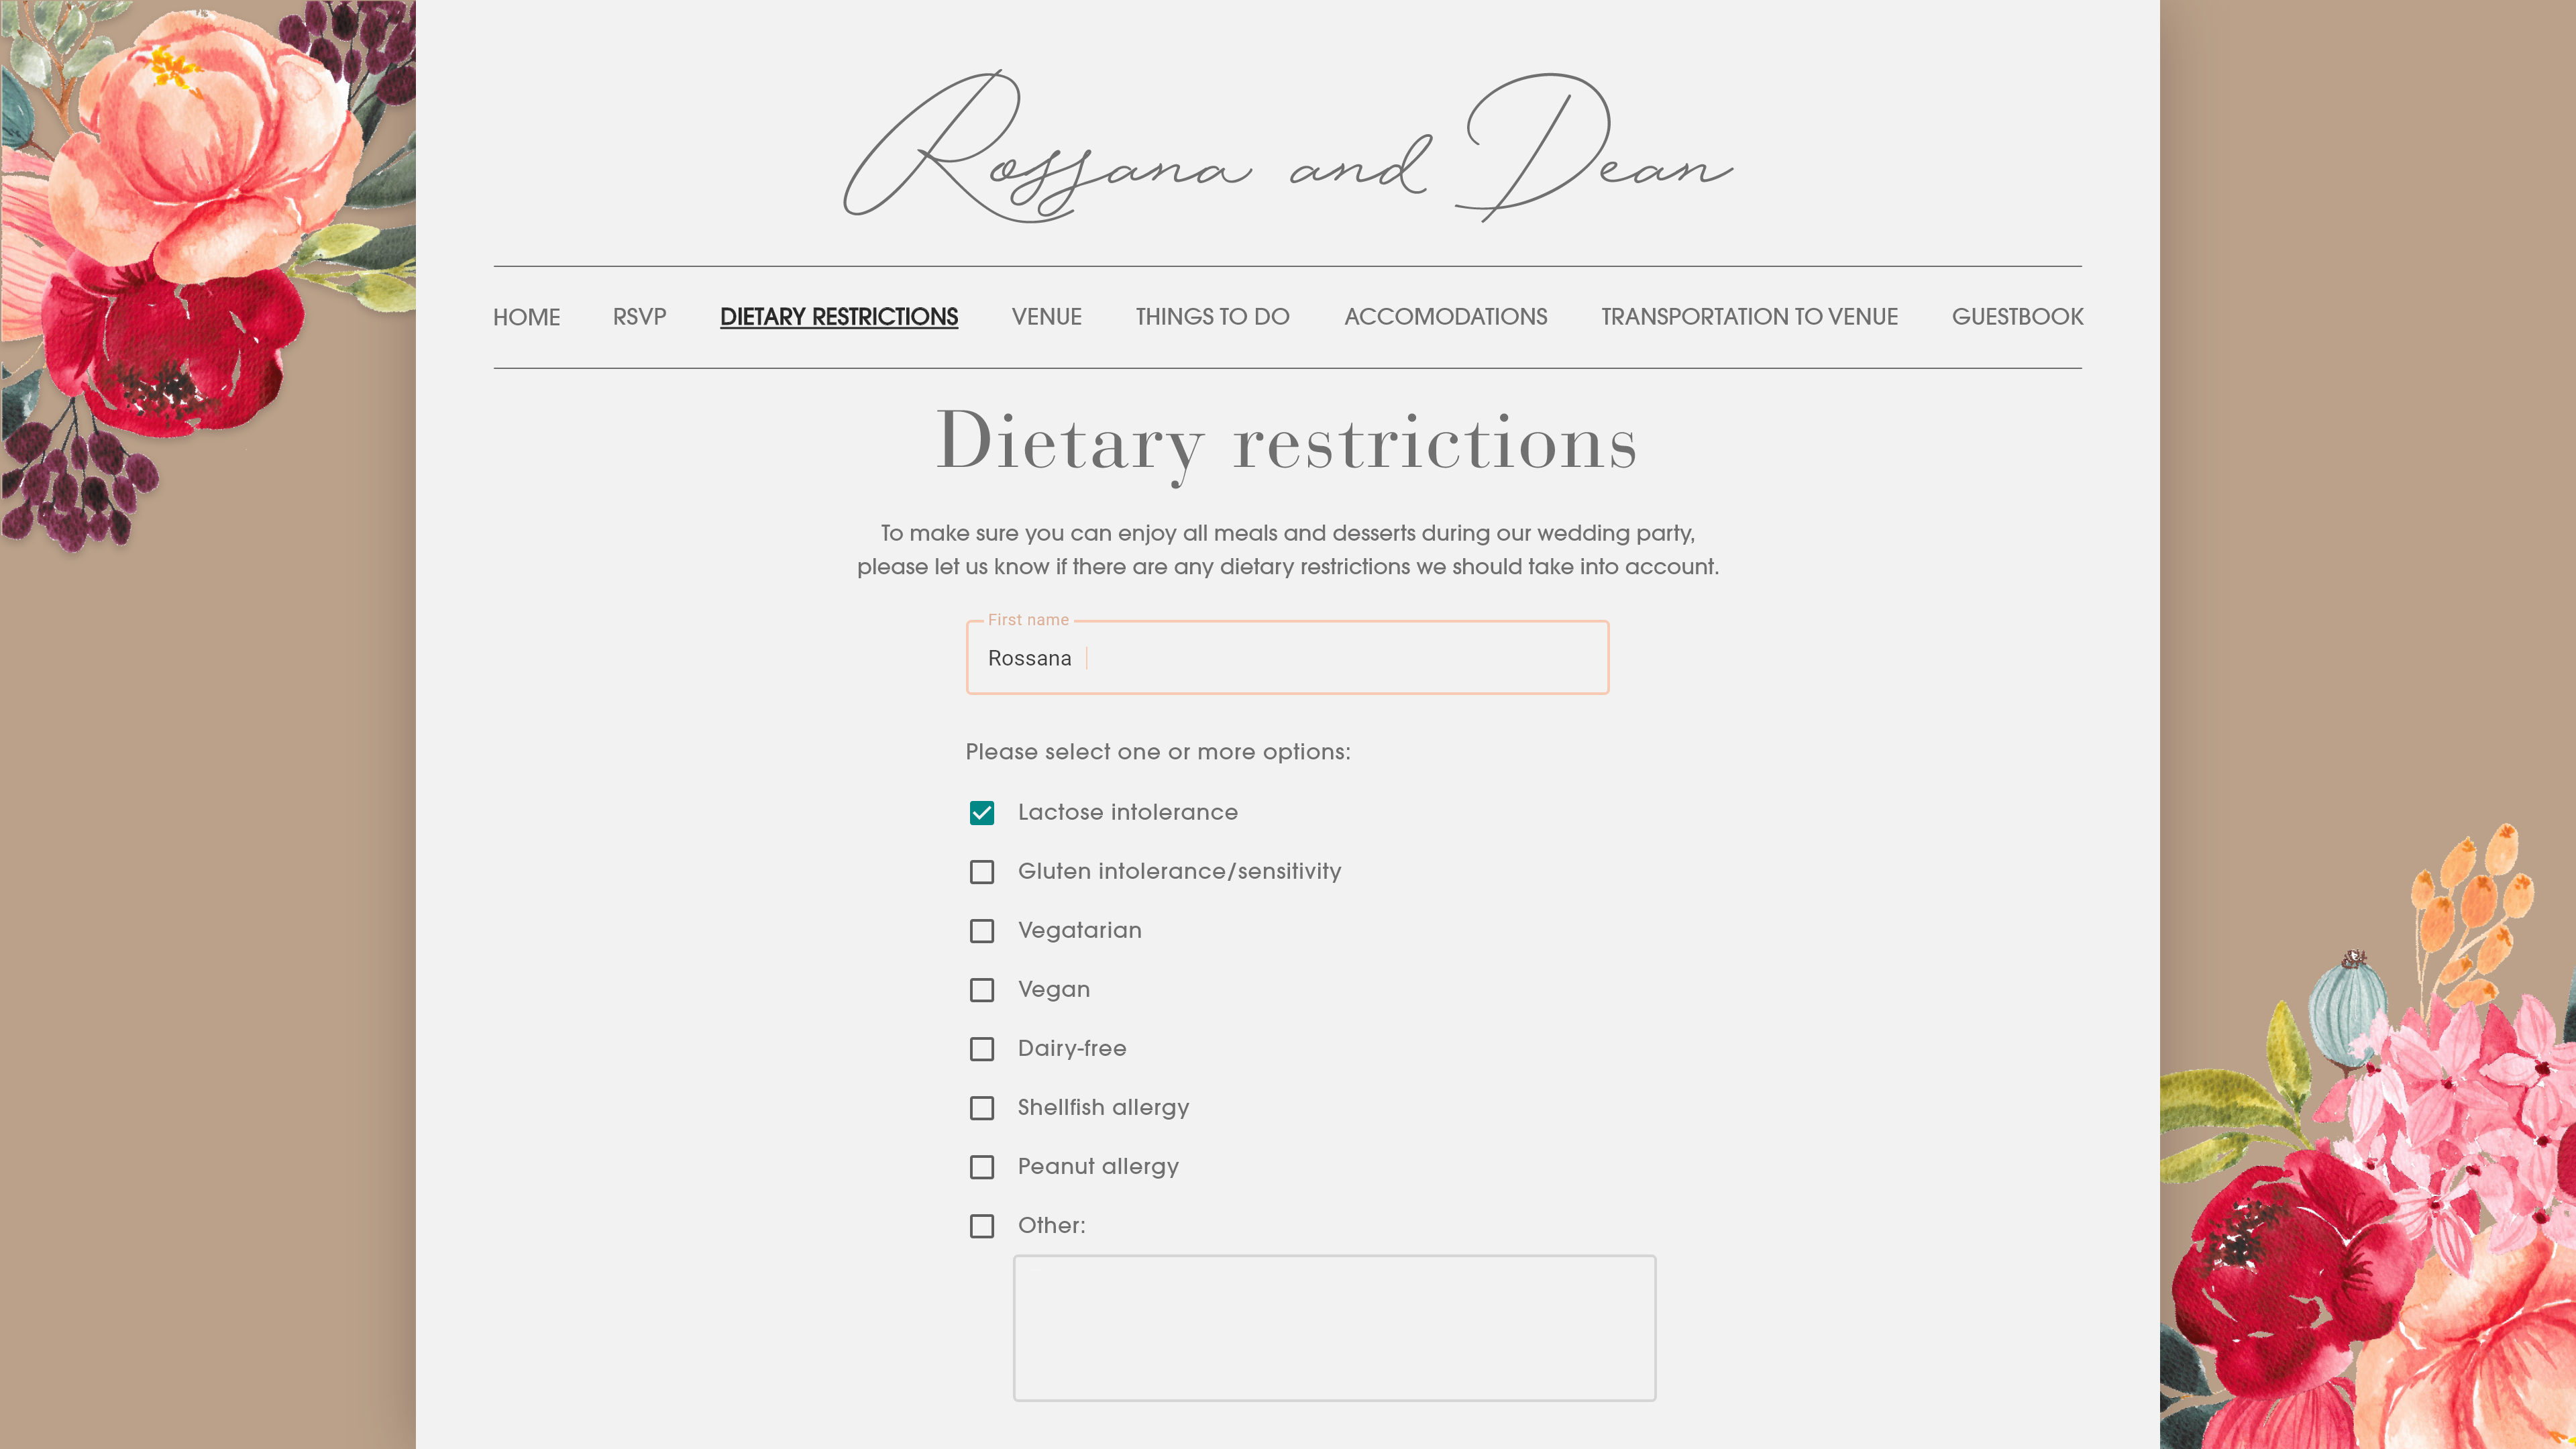 Rossana and Dean
HOME RSVP DIETARY RESTRICTIONS VENUE THINGS TO DO ACCOMODATIONS TRANSPORTATION TO VENUE GUESTBOOK
Dietary restrictions
To make sure you can enjoy all meals and desserts during our wedding party,
please let us know if there are any dietary restrictions we should take into account.
First name
Rossana
Please select one or more options:
Lactose intolerance
Gluten intolerance/sensitivity
Vegatarian
Vegan
Dairy-free
Shellfish allergy
Peanut allergy
Other: